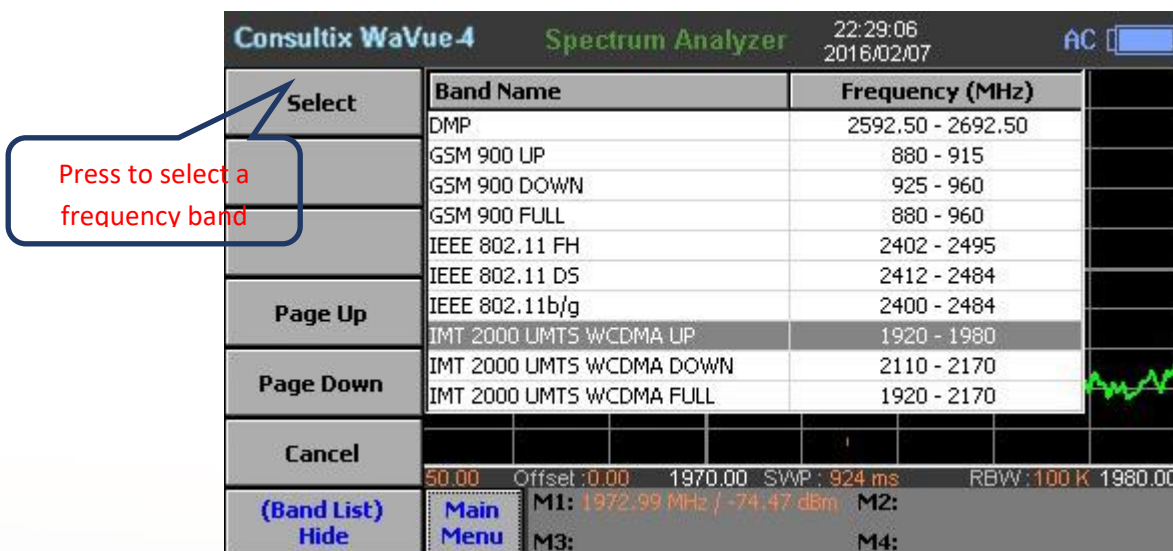 Consultix WaVue-4 Spectrum Analyzer 22:29:06 AC
2016/02/07
Select
Press to select a
frequency band
Page Up
Page Down
Cancel
(Band List)
Hide
Band Name Frequency (MHz)
DMP 2592.50 - 2692.50
GSM 900 UP 880 - 915
GSM 900 DOWN 925 - 960
GSM 900 FULL 880 - 960
IEEE 802.11 FH 2402 - 2495
IEEE 802.11 DS 2412 - 2484
IEEE 802.11b/g 2400 - 2484
IMT 2000 UMTS WCDMA UP 1920 - 1980
IMT 2000 UMTS WCDMA DOWN 2110 - 2170
IMT 2000 UMTS WCDMA FULL 1920 - 2170
50.00 Offset :0.00 1970.00 SWP : 924 ms RBW :100 K 1980.00
Main
Menu
M1: 1972.99 MHz / -74.47 dBm M2:
M3: M4: